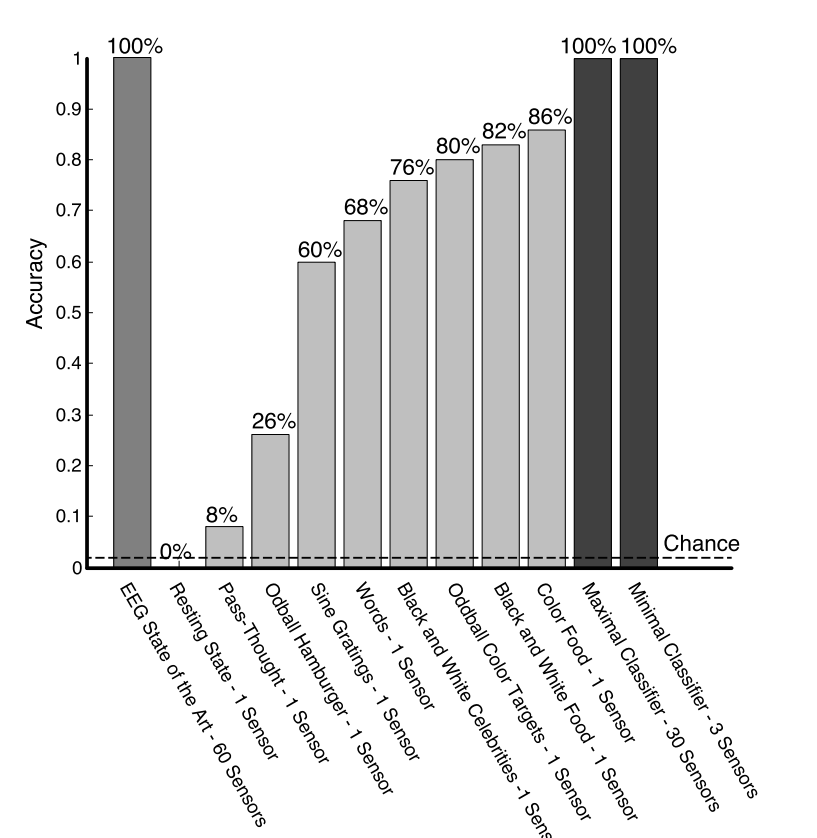 100%
100%
100%
86%
82%
80%
76%
68%
60%
26%
8%
0%
Chance
Accuracy
1
0.9
0.8
0.7
0.6
0.5
0.4
0.3
0.2
0.1
0
EEG State of the Art - 60 Sensors
Resting State - 1 Sensor
Pass-Thought - 1 Sensor
Odball Hamburger - 1 Sensor
Sine Gratings - 1 Sensor
Words - 1 Sensor
Black and White Celebrities -1 Sens
Oddball Color Targets - 1 Sensor
Black and White Food - 1 Sensor
Color Food - 1 Sensor
Maximal Classifier - 30 Sensors
Minimal Classifier - 3 Sensors